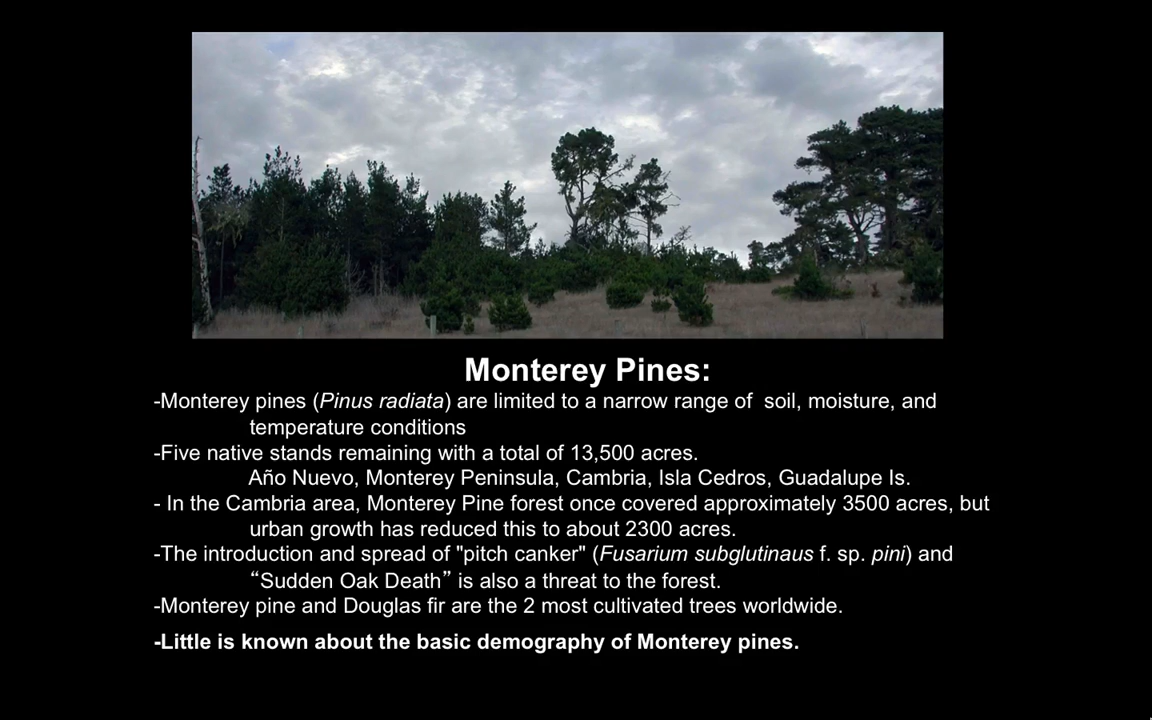 Monterey Pines:
-Monterey pines (Pinus radiata) are limited to a narrow range of  soil, moisture, and
temperature conditions
-Five native stands remaining with a total of 13,500 acres.
Año Nuevo, Monterey Peninsula, Cambria, Isla Cedros, Guadalupe Is.
- In the Cambria area, Monterey Pine forest once covered approximately 3500 acres, but
urban growth has reduced this to about 2300 acres.
-The introduction and spread of "pitch canker" (Fusarium subglutinaus f. sp. pini) and
“Sudden Oak Death” is also a threat to the forest.
-Monterey pine and Douglas fir are the 2 most cultivated trees worldwide.
-Little is known about the basic demography of Monterey pines.